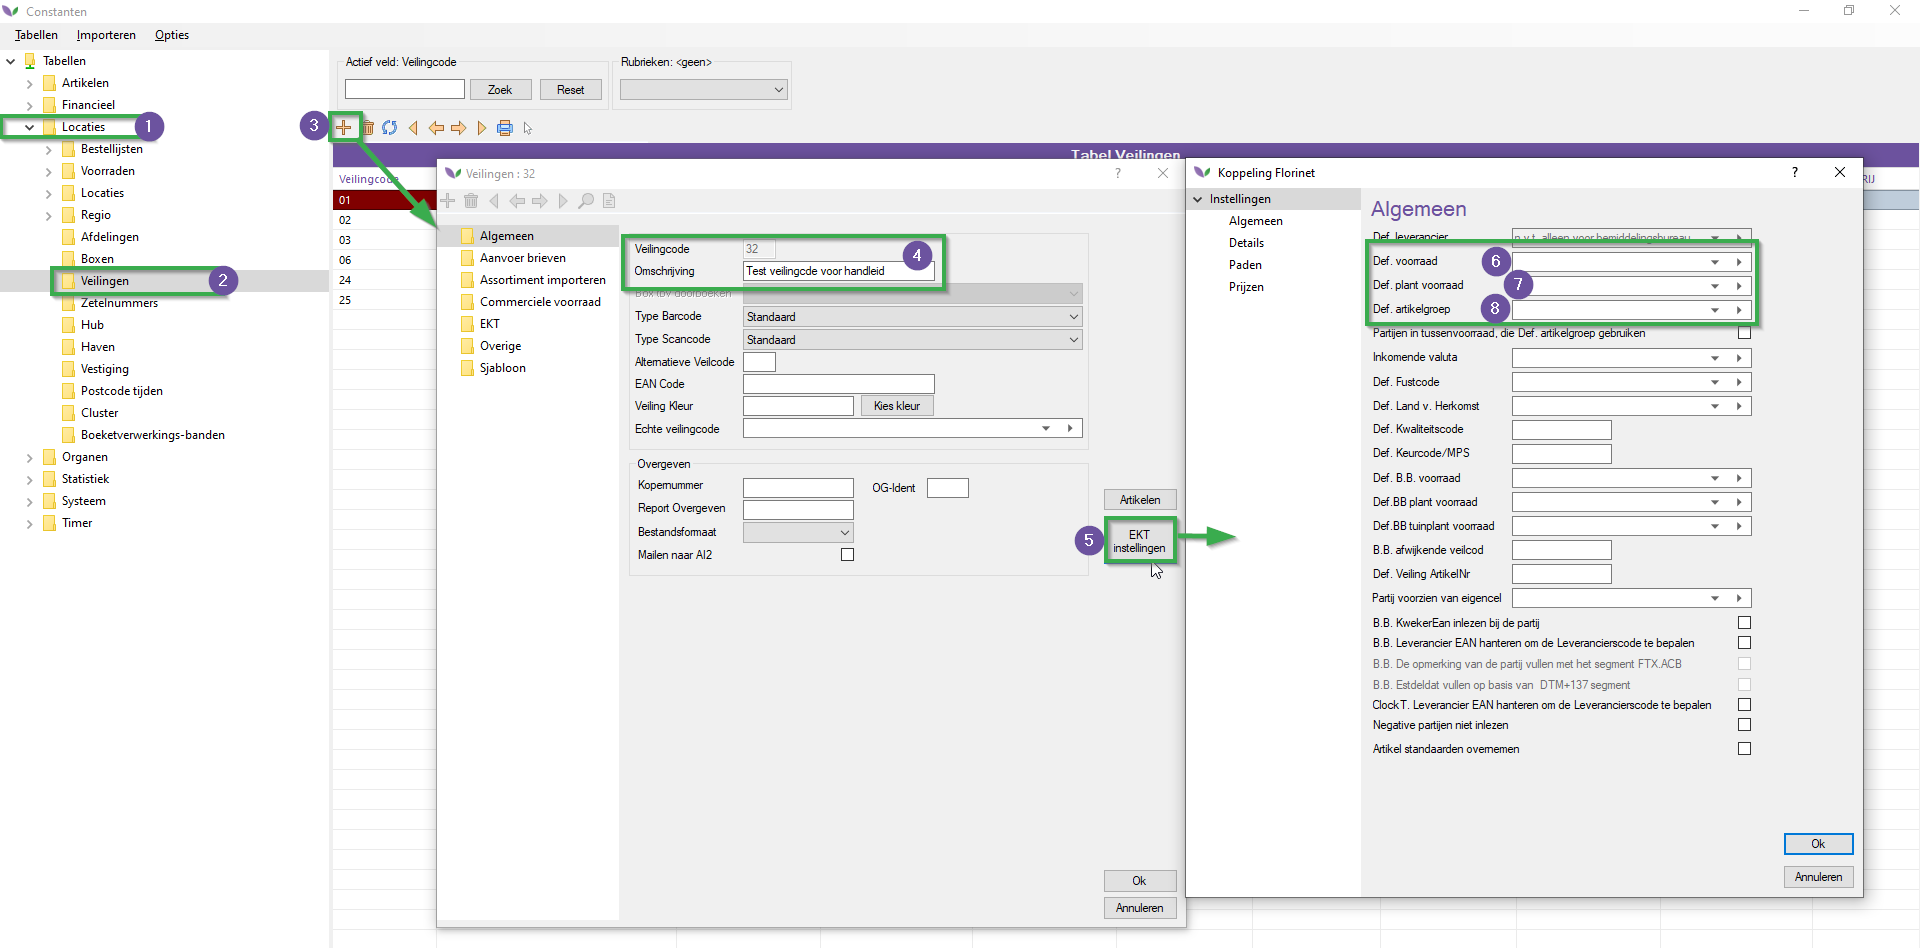 Constanten
Tabellen Importeren Opties
Tabellen
Artikelen
Financieel
Locaties 1
Bestellijsten
Voorraden
Locaties
Regio
Afdelingen
Boxen
Veilingen 2
Zetelnummers
Hub
Haven
Vestiging
Postcode tijden
Cluster
Boeketverwerkings-banden
Organen
Statistiek
Systeem
Timer
Actief veld: Veilingcode
Zoek Reset
Rubrieken: <geen>
3
Tabel Veilingen
Veilingcode
01
02
03
06
24
25
RIJ
Veilingen : 32 ?
Algemeen
Aanvoer brieven
Assortiment importeren
Commerciele voorraad
EKT
Overige
Sjabloon
Veilingcode 32 4
Omschrijving Test veilingcde voor handleid
Box tbv doorboeken
Type Barcode Standaard
Type Scancode Standaard
Alternatieve Veilcode
EAN Code
Veiling Kleur Kies kleur
Echte veilingcode
Overgeven
Kopernummer OG-Ident
Report Overgeven
Bestandsformaat
Mailen naar AI2
Artikelen
5 EKT
instellingen
Ok
Annuleren
Koppeling Florinet ?
Instellingen
Algemeen
Details
Paden
Prijzen
Algemeen
Def. leverancier n.v.t. alleen voor bemiddelingsbureau
Def. voorraad 6
Def. plant voorraad 7
Def. artikelgroep 8
Partijen in tussenvoorraad, die Def. artikelgroep gebruiken
Inkomende valuta
Def. Fustcode
Def. Land v. Herkomst
Def. Kwaliteitscode
Def. Keurcode/MPS
Def. B.B. voorraad
Def.BB plant voorraad
Def.BB tuinplant voorraad
B.B. afwijkende veilcod
Def. Veiling ArtikelNr
Partij voorzien van eigencel
B.B. KwekerEan inlezen bij de partij
B.B. Leverancier EAN hanteren om de Leverancierscode te bepalen
B.B. De opmerking van de partij vullen met het segment FTX.ACB
B.B. Estdeldat vullen op basis van DTM+137 segment
ClockT. Leverancier EAN hanteren om de Leverancierscode te bepalen
Negative partijen niet inlezen
Artikel standaarden overnemen
Ok
Annuleren